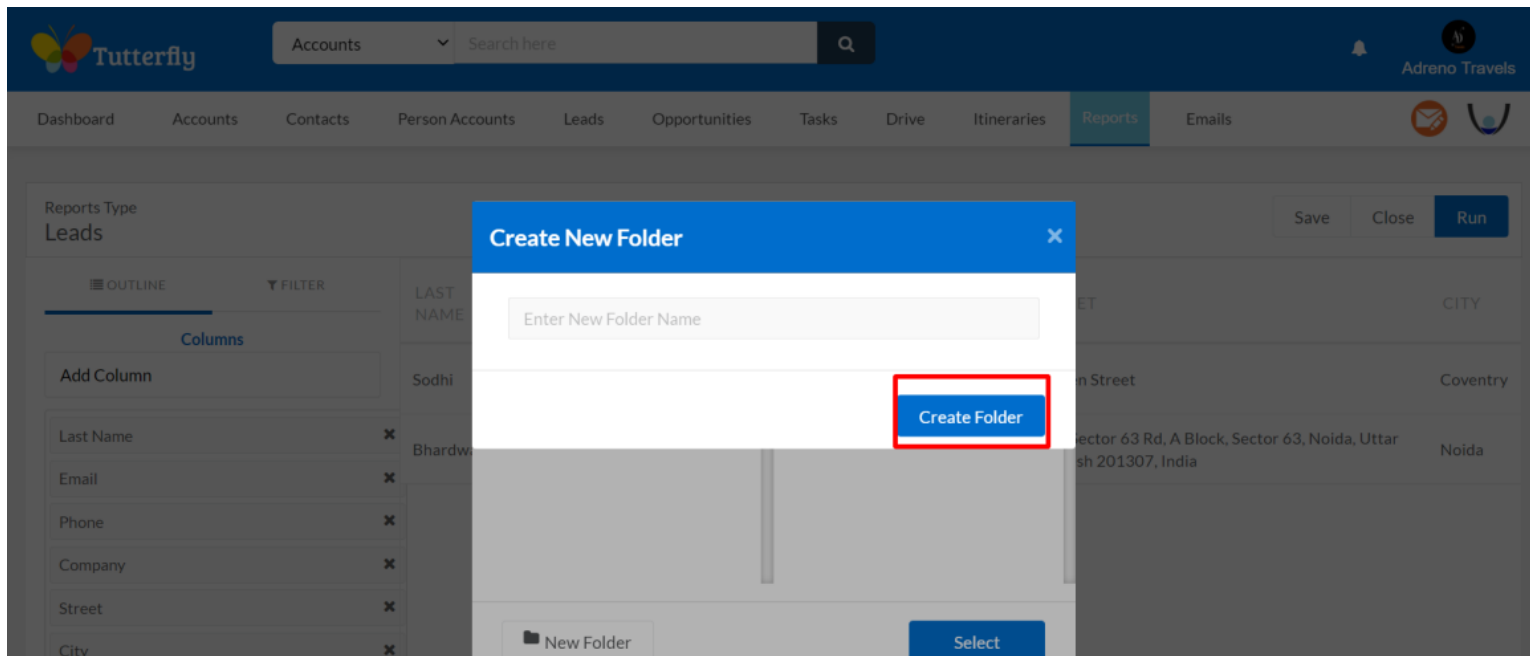 Tutterfly
Accounts
Search here
Adreno Travels
Dashboard Accounts Contacts Person Accounts Leads Opportunities Tasks Drive Itineraries Reports Emails
Reports Type
Leads
Save Close Run
Create New Folder
OUTLINE FILTER
Columns
Add Column
Last Name
Email
Phone
Company
Street
City
LAST
NAME
CITY
Sodhi
Street
Coventry
Sector 63 Rd, A Block, Sector 63, Noida, Uttar
201307, India
Noida
Enter New Folder Name
Create Folder
New Folder
Select